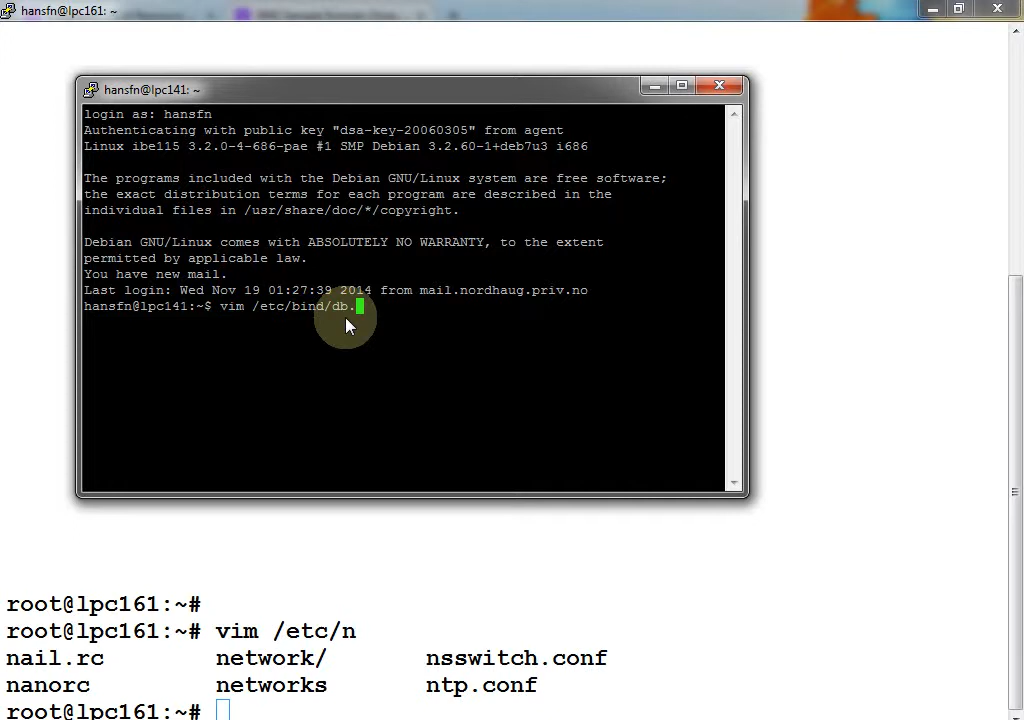 hansfn@lpc161: ~
hansfn@lpc141: ~
login as: hansfn
Authenticating with public key "dsa-key-20060305" from agent
Linux ibe115 3.2.0-4-686-pae #1 SMP Debian 3.2.60-1+deb7u3 i686
The programs included with the Debian GNU/Linux system are free software;
the exact distribution terms for each program are described in the
individual files in /usr/share/doc/*/copyright.
Debian GNU/Linux comes with ABSOLUTELY NO WARRANTY, to the extent
permitted by applicable law.
You have new mail.
Last login: Wed Nov 19 01:27:39 2014 from mail.nordhaug.priv.no
hansfn@lpc141:~$ vim /etc/bind/db.
root@lpc161:~#
root@lpc161:~# vim /etc/n
nail.rc network/ nsswitch.conf
nanorc networks ntp.conf
root@lpc161:~#